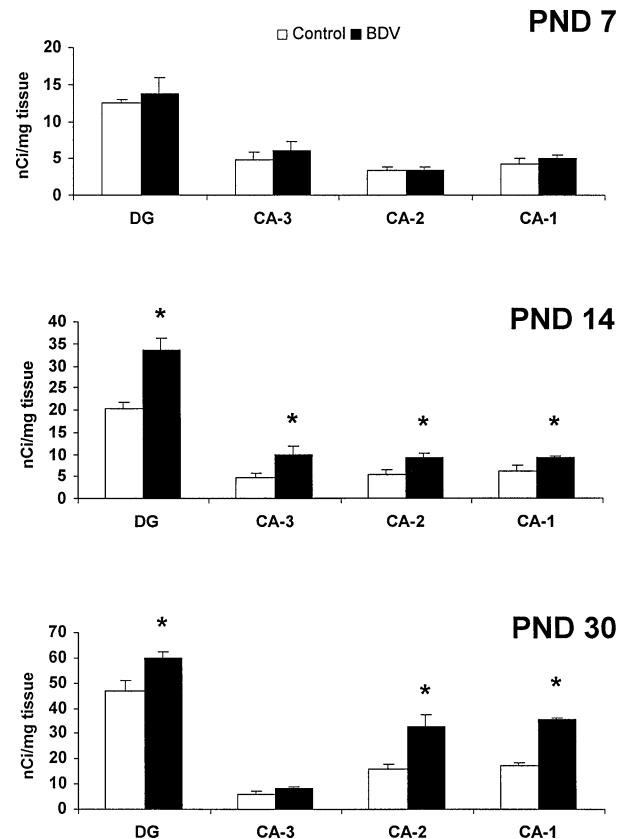 PND 7
Control BDV
20
15
10
5
0
nCi/mg tissue
DG CA-3 CA-2 CA-1
PND 14
*
* * *
40
35
30
25
20
15
10
5
0
nCi/mg tissue
DG CA-3 CA-2 CA-1
PND 30
*
* *
70
60
50
40
30
20
10
0
nCi/mg tissue
DG CA-3 CA-2 CA-1